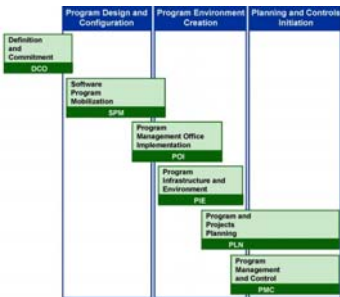 Program Design and
Configuration
Program Environment
Creation
Planning and Controls
Initiation
Definition
and
Commitment
DCO
Software
Program
Mobilization
SPM
Program
Management Office
Implementation
POI
Program
Infrastructure and
Environment
PIE
Program and
Projects
Planning
PLN
Program
Management
and Control
PMC